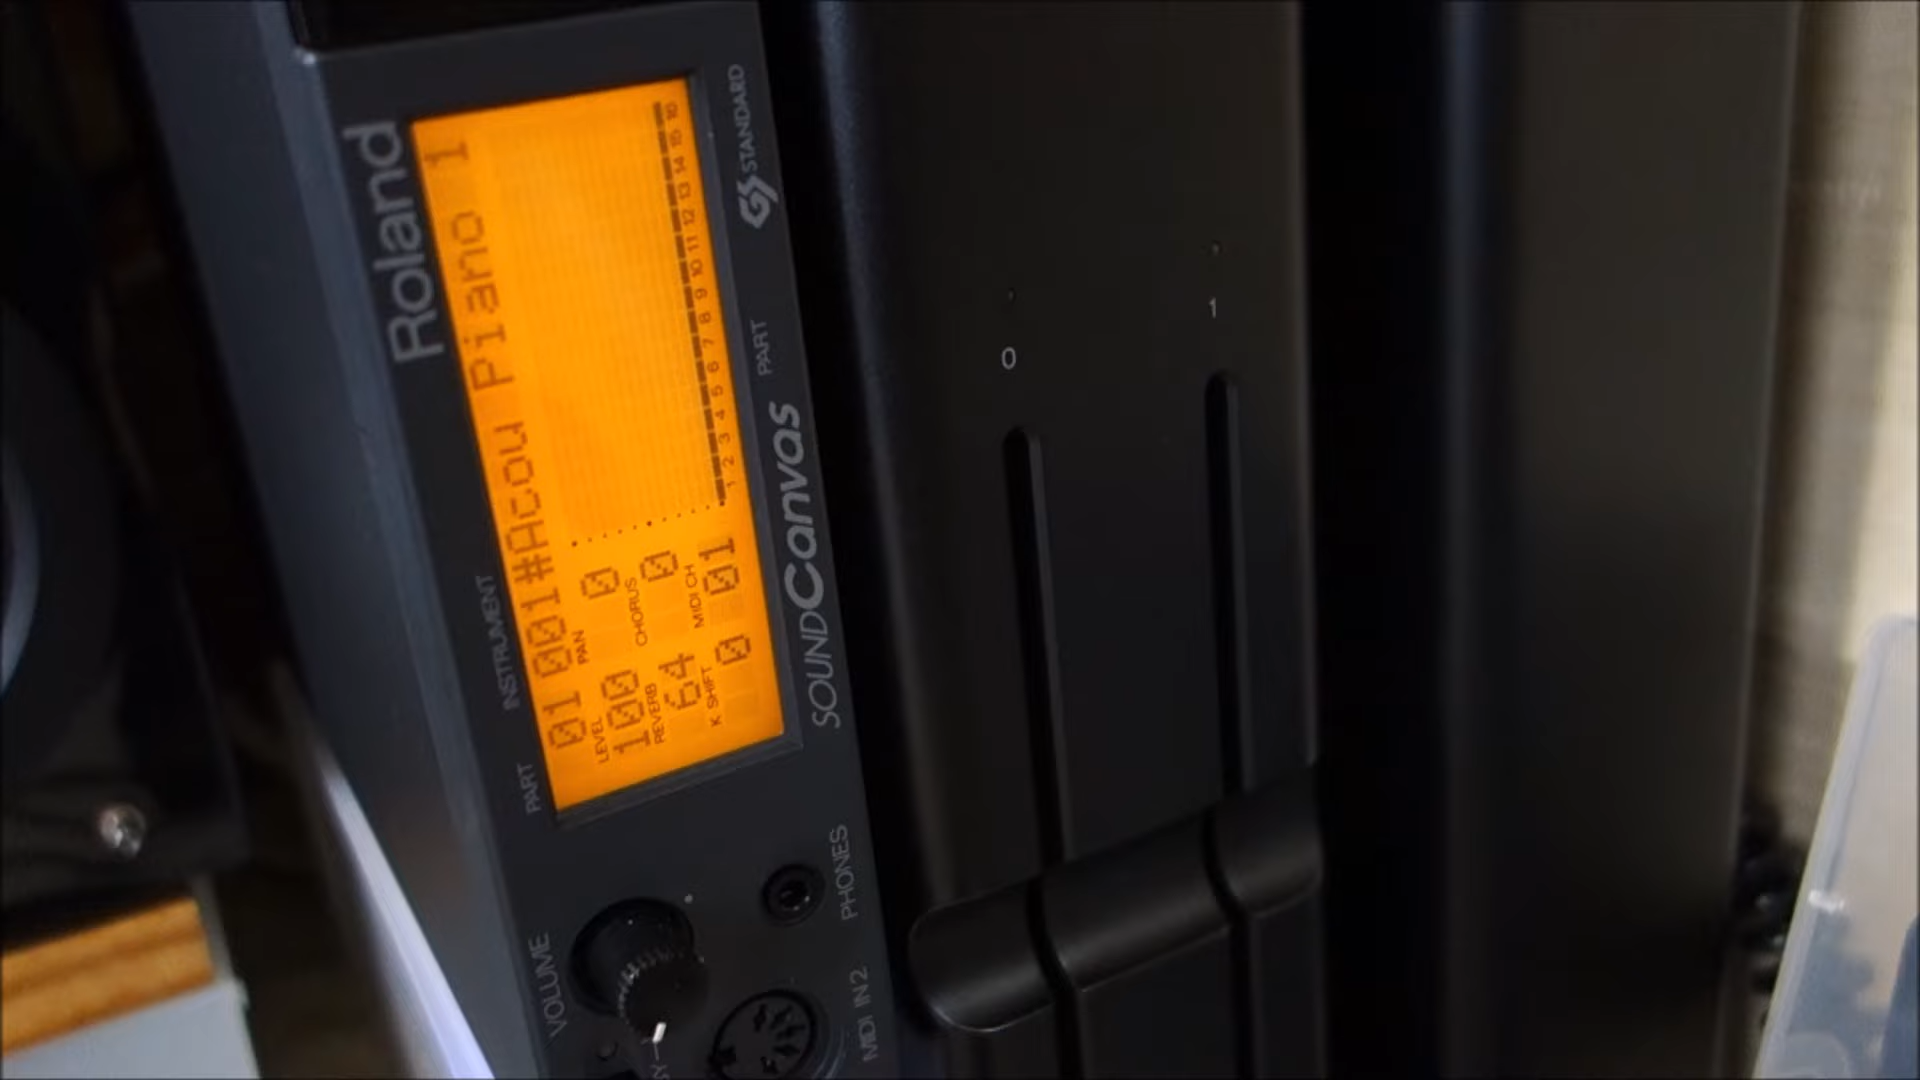 Roland
PART INSTRUMENT
01 001#Acou Piano 1
LEVEL PAN
100 0
REVERB CHORUS
64 0
K SHIFT MIDI CH
0 01
1 2 3 4 5 6 7 8 9 10 11 12 13 14 15 16
SOUNDCanvas
PART
GS STANDARD
VOLUME
PHONES
MIDI IN 2
0
1